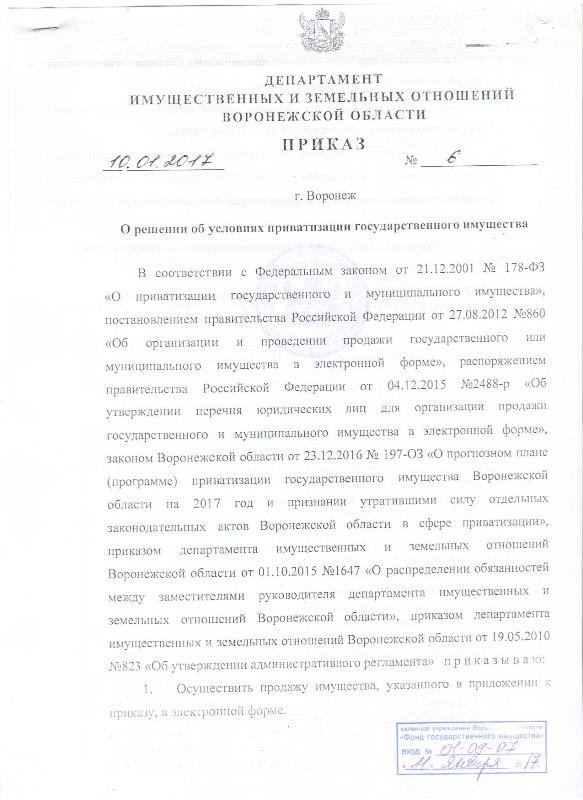 ДЕПАРТАМЕНТ
ИМУЩЕСТВЕННЫХ И ЗЕМЕЛЬНЫХ ОТНОШЕНИЙ
ВОРОНЕЖСКОЙ ОБЛАСТИ
ПРИКАЗ
10.01.2017 № 6
г. Воронеж
О решении об условиях приватизации государственного имущества
В соответствии с Федеральным законом от 21.12.2001 № 178-ФЗ
«О приватизации государственного и муниципального имущества»,
постановлением правительства Российской Федерации от 27.08.2012 №860
«Об организации и проведении продажи государственного или
муниципального имущества в электронной форме», распоряжением
правительства Российской Федерации от 04.12.2015 №2488-р «Об
утверждении перечня юридических лиц для организации продажи
государственного и муниципального имущества в электронной форме»,
законом Воронежской области от 23.12.2016 № 197-ОЗ «О прогнозном плане
(программе) приватизации государственного имущества Воронежской
области на 2017 год и признании утратившими силу отдельных
законодательных актов Воронежской области в сфере приватизации»,
приказом департамента имущественных и земельных отношений
Воронежской области от 01.10.2015 №1647 «О распределении обязанностей
между заместителями руководителя департамента имущественных и
земельных отношений Воронежской области», приказом департамента
имущественных и земельных отношений Воронежской области от 19.05.2010
№823 «Об утверждении административного регламента» п р и к а з ы в а ю:
1. Осуществить продажу имущества, указанного в приложении к
приказу, в электронной форме.
казенное учреждение области
«Фонд государственного имущества»
ВХОД. № 01-09-07
« 11 » Января 2017